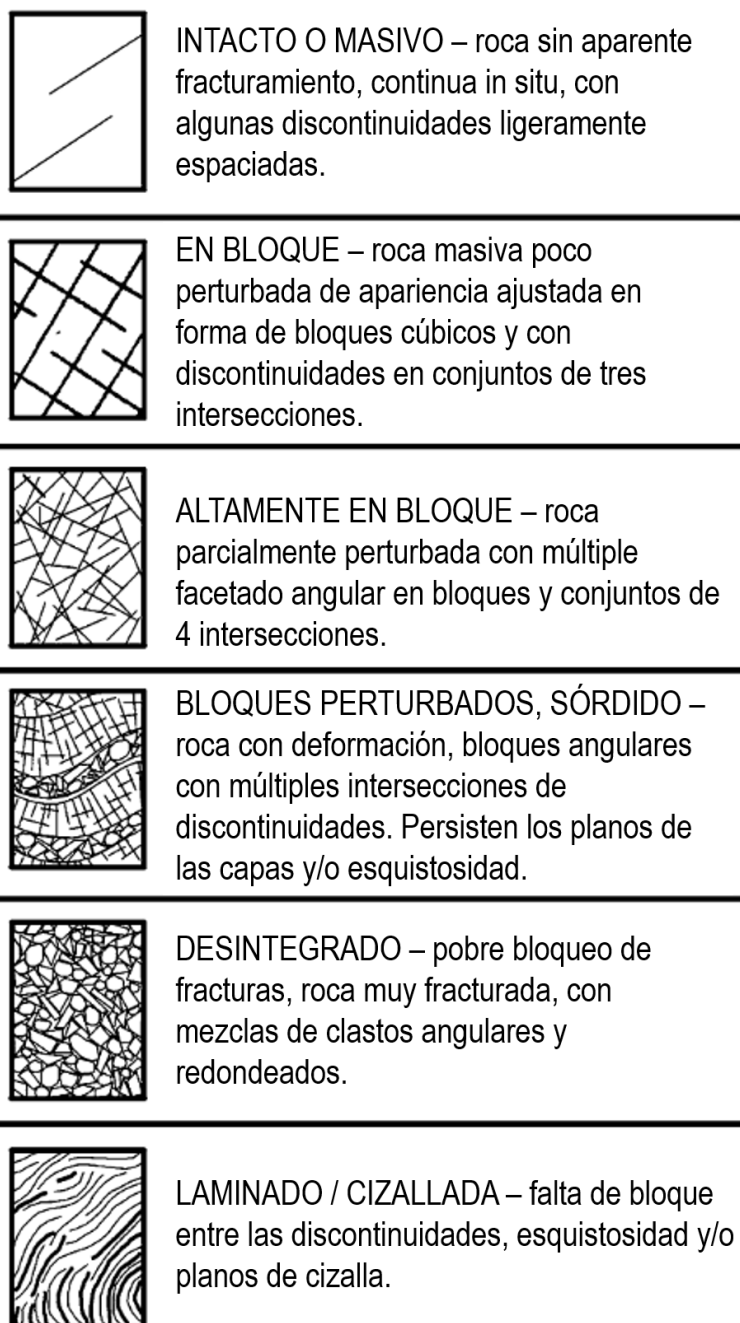 INTACTO O MASIVO – roca sin aparente
fracturamiento, continua in situ, con
algunas discontinuidades ligeramente
espaciadas.
EN BLOQUE – roca masiva poco
perturbada de apariencia ajustada en
forma de bloques cúbicos y con
discontinuidades en conjuntos de tres
intersecciones.
ALTAMENTE EN BLOQUE – roca
parcialmente perturbada con múltiple
facetado angular en bloques y conjuntos de
4 intersecciones.
BLOQUES PERTURBADOS, SÓRDIDO –
roca con deformación, bloques angulares
con múltiples intersecciones de
discontinuidades. Persisten los planos de
las capas y/o esquistosidad.
DESINTEGRADO – pobre bloqueo de
fracturas, roca muy fracturada, con
mezclas de clastos angulares y
redondeados.
LAMINADO / CIZALLADA – falta de bloque
entre las discontinuidades, esquistosidad y/o
planos de cizalla.